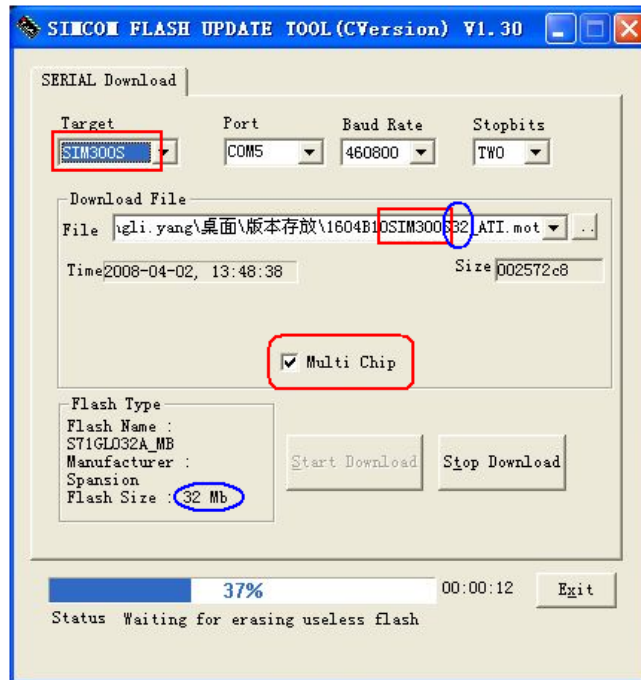 SIMCOM FLASH UPDATE TOOL(CVersion) V1.30
SERIAL Download
Target Port Baud Rate Stopbits
SIM300S COM5 460800 TWO
Download File
File \gli.yang\桌面\版本存放\1604B10SIM300S32_ATI.mot ..
Time 2008-04-02, 13:48:38 Size 002572c8
Multi Chip
Flash Type
Flash Name :
S71GL032A_MB
Manufacturer :
Spansion
Flash Size : 32 Mb
Start Download Stop Download
37% 00:00:12 Exit
Status Waiting for erasing useless flash